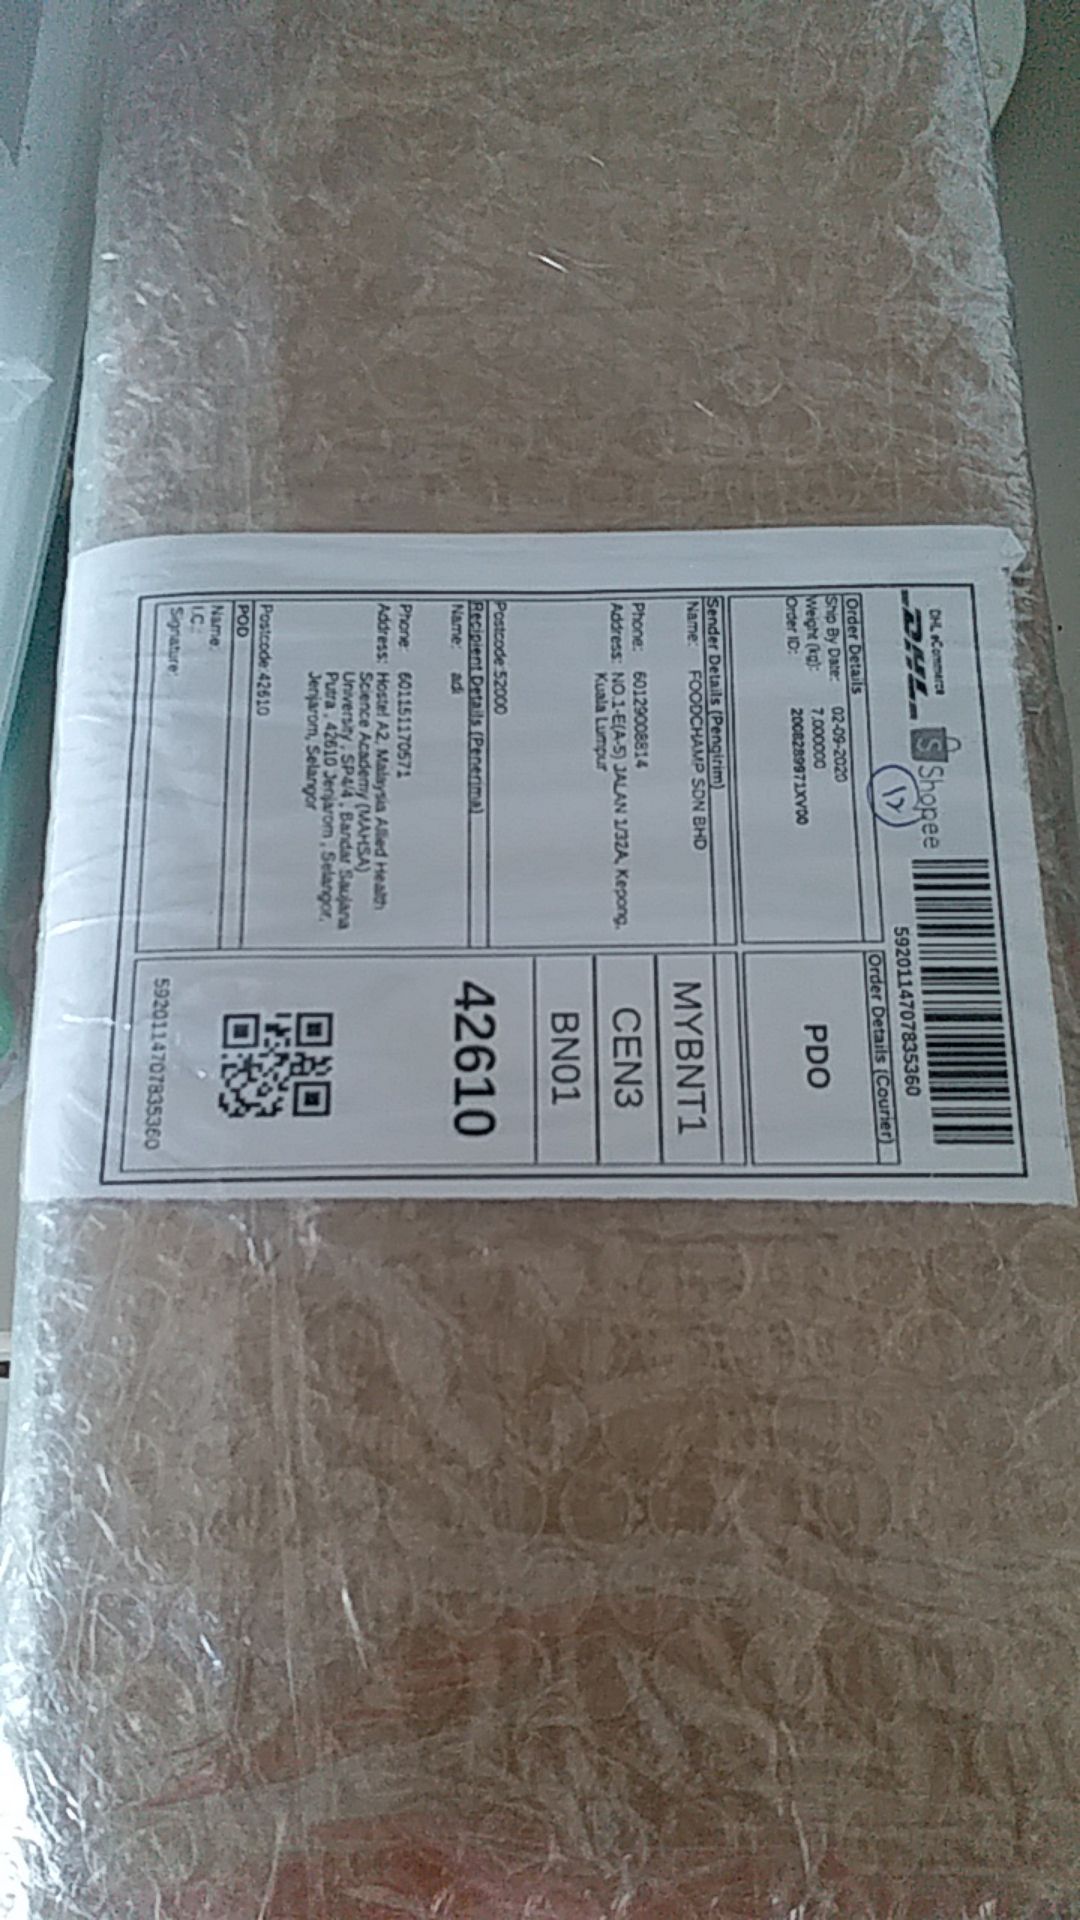 DHL eCommerce
DHL
Shopee
12
5920114707835360
Order Details
Ship By Date: 02-09-2020
Weight (kg): 7.000000
Order ID: 2008289971XV00
Order Details (Courier)
PDO
Sender Details (Pengirim)
Name: FOODCHAMP SDN BHD
Phone: 60129008814
Address: NO.1-E(A-5) JALAN 1/32A, Kepong,
Kuala Lumpur
Postcode 52000
MYBNT1
CEN3
BN01
Recipient Details (Penerima)
Name: adi
Phone: 601151170571
Address: Hostel A2, Malaysia Allied Health
Science Academy (MAHSA)
University , SP4/4 , Bandar Saujana
Putra , 42610 Jenjarom , Selangor,
Jenjarom, Selangor
Postcode 42610
42610
POD
Name:
I.C.:
Signature:
5920114707835360